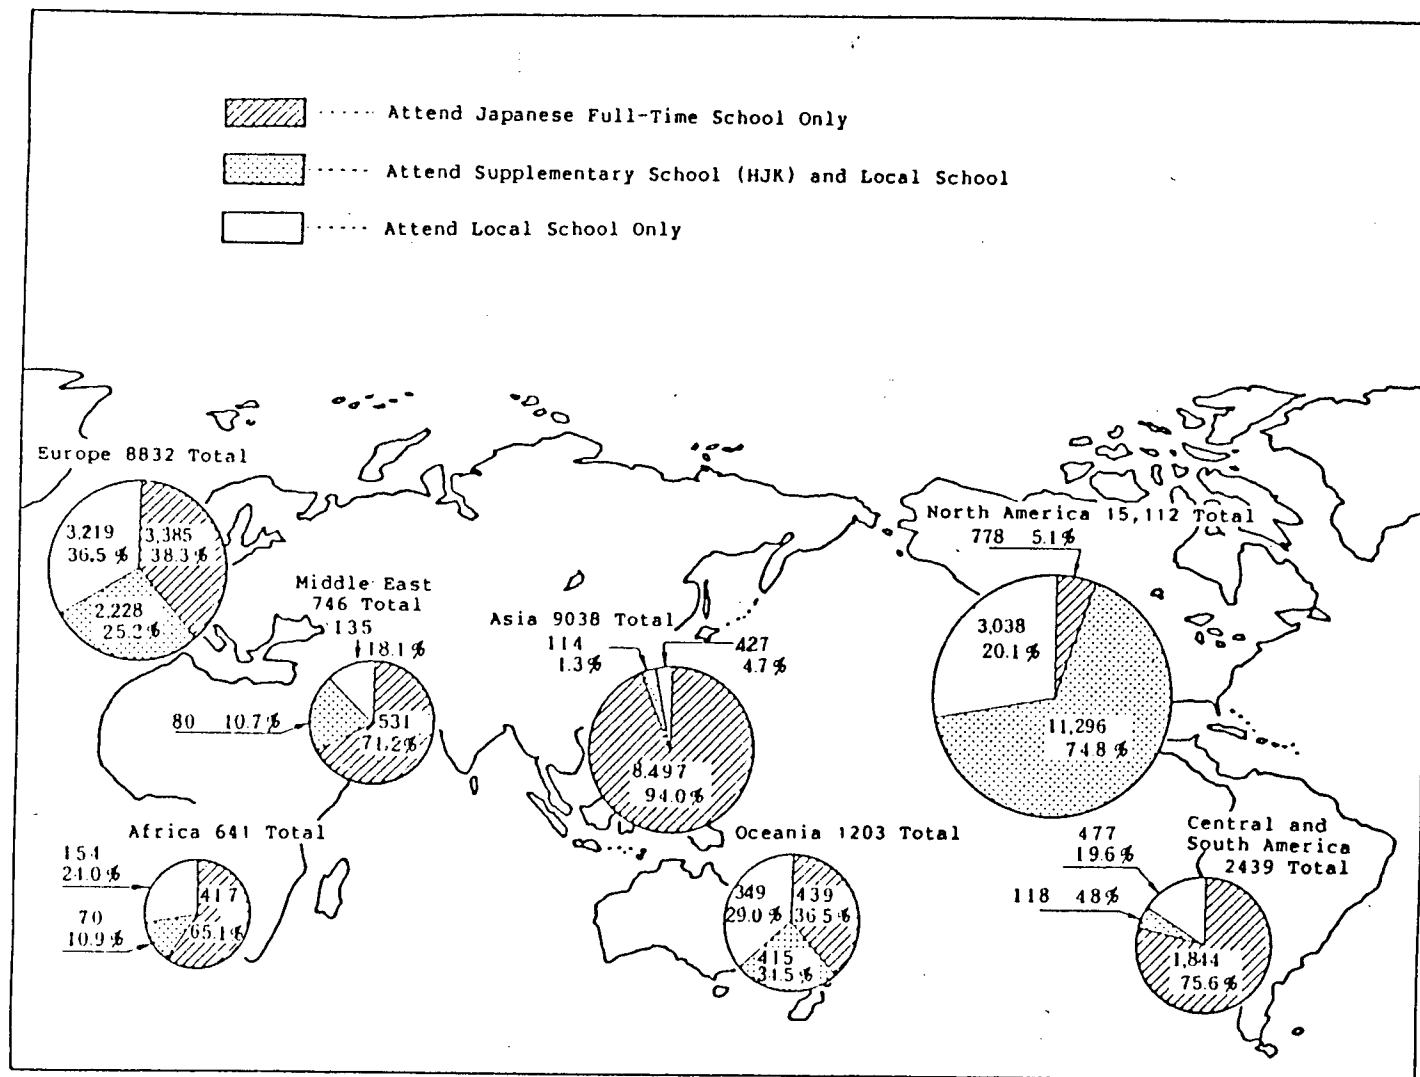 Attend Japanese Full-Time School Only
Attend Supplementary School (HJK) and Local School
Attend Local School Only
Europe 8832 Total
3,219
36.5 %
3,385
38.3 %
2,228
25.2 %
Middle East
746 Total
135
18.1 %
80 10.7 %
531
71.2 %
Asia 9038 Total
114
1.3 %
427
4.7 %
8,497
94.0 %
North America 15,112 Total
778 5.1 %
3,038
20.1 %
11,296
74.8 %
Africa 641 Total
154
24.0 %
70
10.9 %
417
65.1 %
Oceania 1203 Total
349
29.0 %
439
36.5 %
415
34.5 %
Central and
South America
2439 Total
477
19.6 %
118 4.8 %
1,844
75.6 %